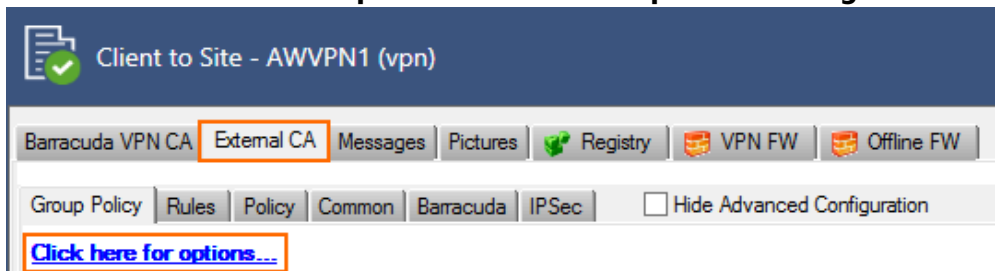 Client to Site - AWVPN1 (vpn)
Barracuda VPN CA External CA Messages Pictures Registry VPN FW Offline FW
Group Policy Rules Policy Common Barracuda IPSec Hide Advanced Configuration
Click here for options...